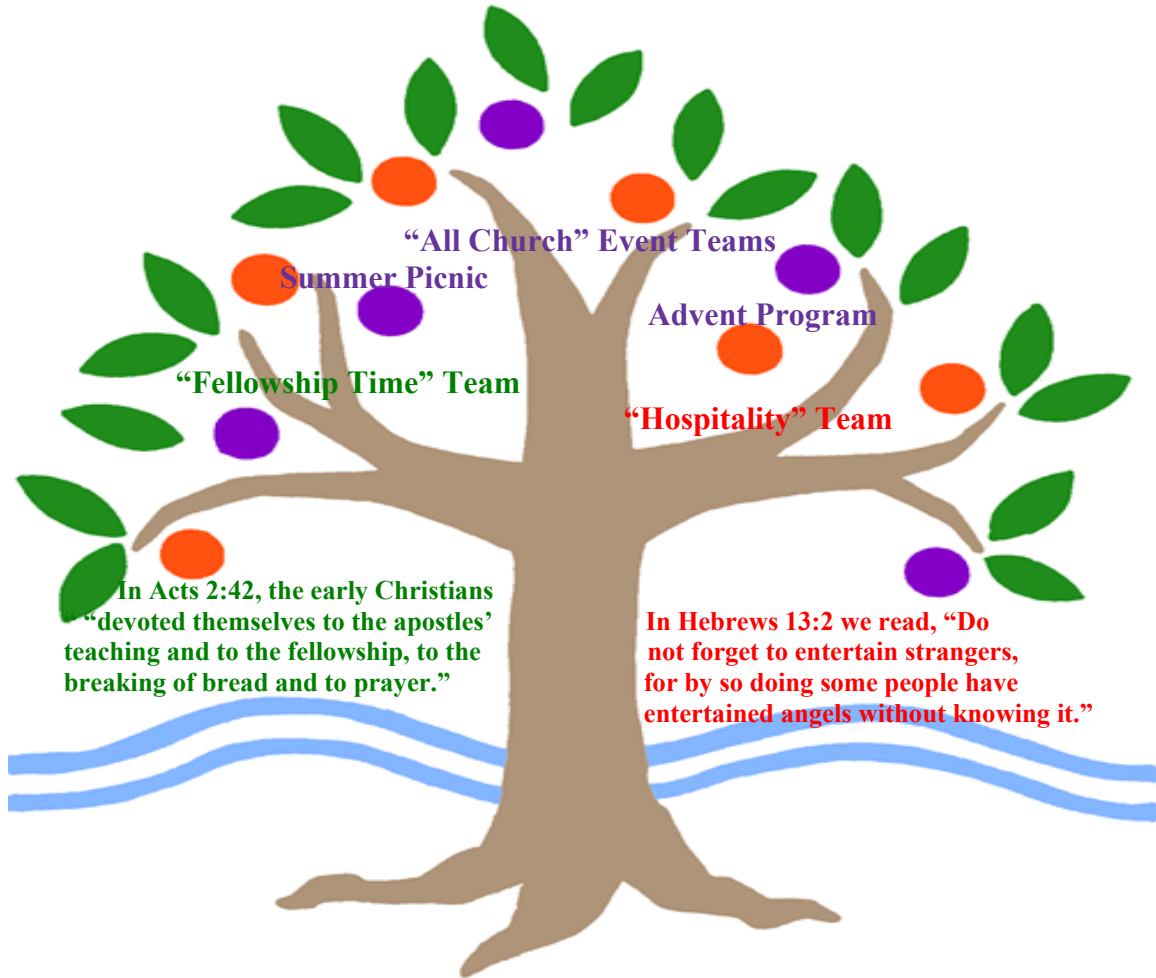 “All Church” Event Teams
Summer Picnic
Advent Program
“Fellowship Time” Team
“Hospitality” Team
In Acts 2:42, the early Christians
“ “devoted themselves to the apostles’
teaching and to the fellowship, to the
breaking of bread and to prayer.”
In Hebrews 13:2 we read, “Do
not forget to entertain strangers,
for by so doing some people have
entertained angels without knowing it.”